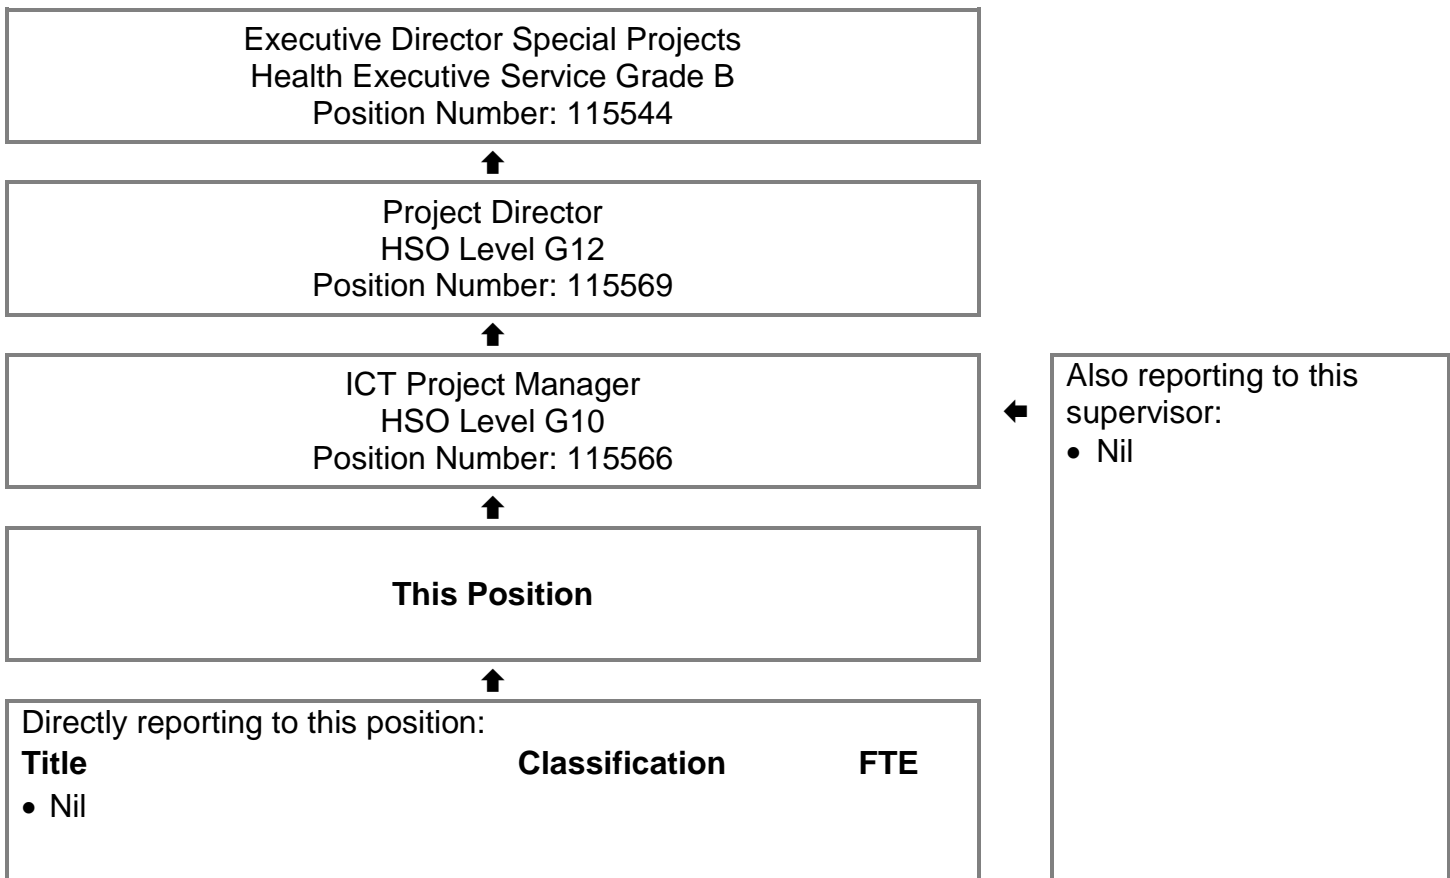 Executive Director Special Projects
Health Executive Service Grade B
Position Number: 115544
Project Director
HSO Level G12
Position Number: 115569
ICT Project Manager
HSO Level G10
Position Number: 115566
Also reporting to this
supervisor:
• Nil
This Position
Directly reporting to this position:
Title Classification FTE
• Nil